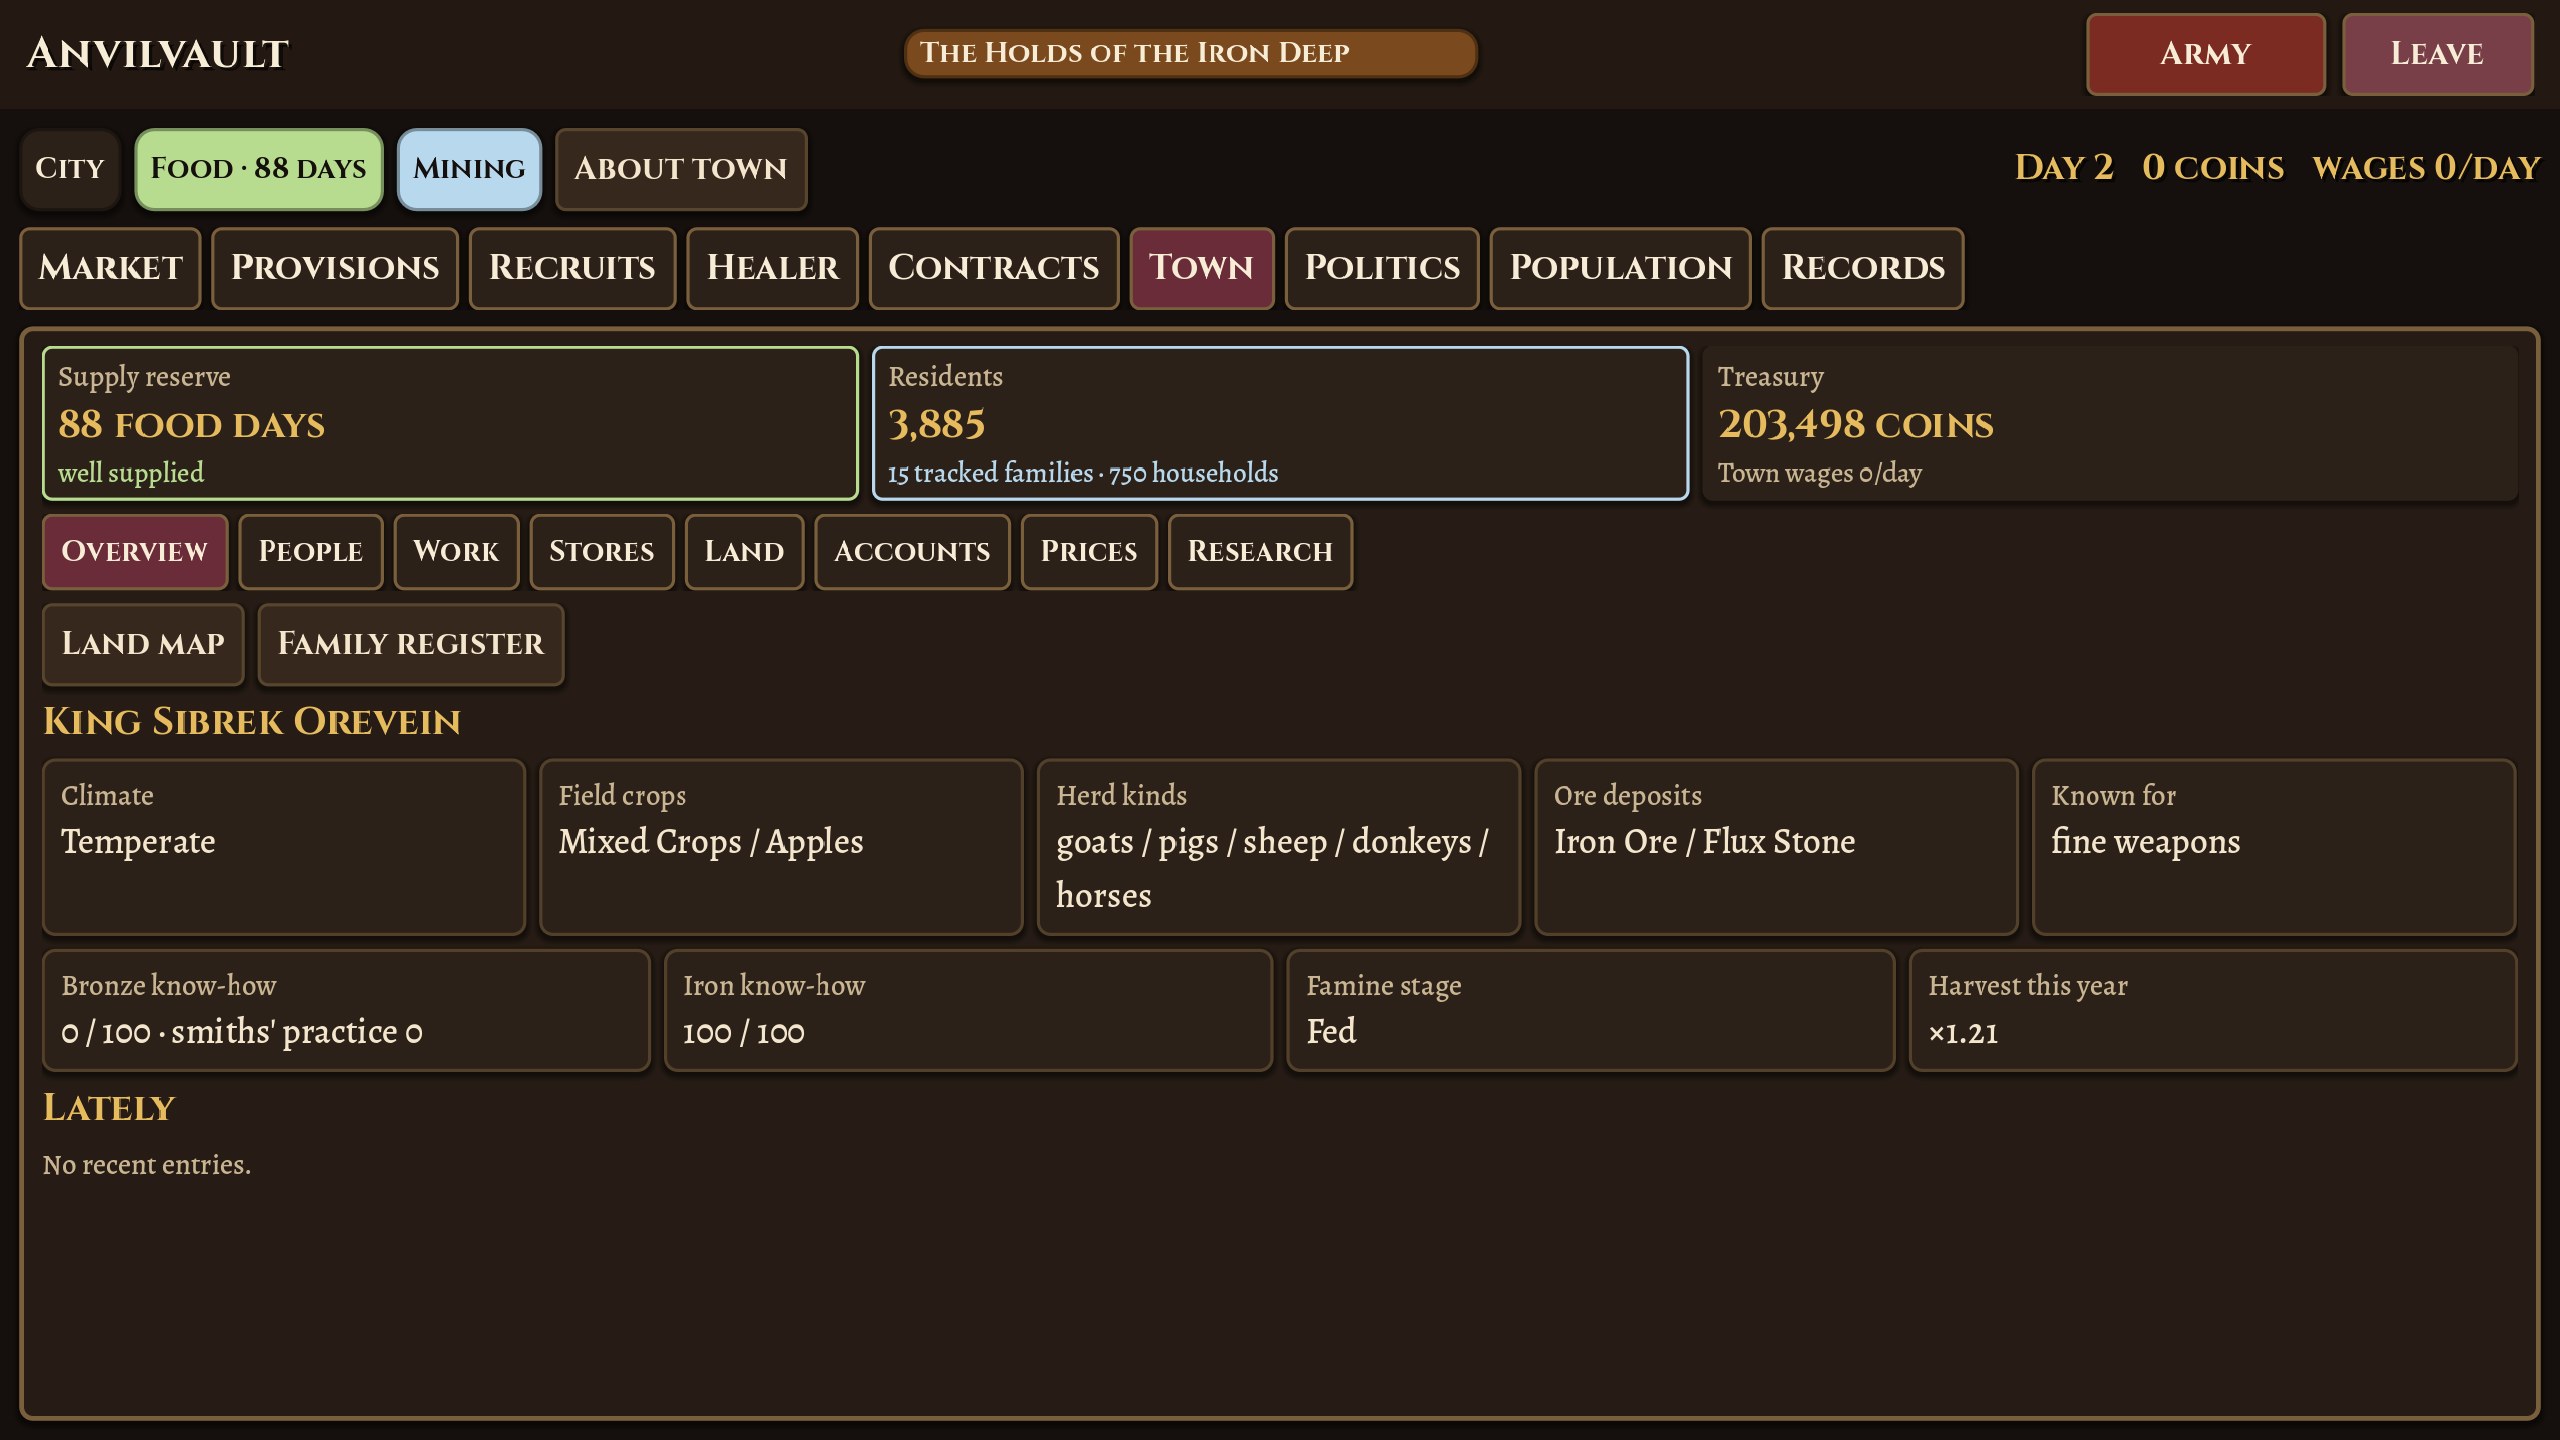 Anvilvault
The Holds of the Iron Deep
Army
Leave
City
Food · 88 days
Mining
About town
Day 2 0 coins wages 0/day
Market
Provisions
Recruits
Healer
Contracts
Town
Politics
Population
Records
Supply reserve
88 food days
well supplied
Residents
3,885
15 tracked families · 750 households
Treasury
203,498 coins
Town wages 0/day
Overview
People
Work
Stores
Land
Accounts
Prices
Research
Land map
Family register
King Sibrek Orevein
Climate
Temperate
Field crops
Mixed Crops / Apples
Herd kinds
goats / pigs / sheep / donkeys /
horses
Ore deposits
Iron Ore / Flux Stone
Known for
fine weapons
Bronze know-how
0 / 100 · smiths' practice 0
Iron know-how
100 / 100
Famine stage
Fed
Harvest this year
×1.21
Lately
No recent entries.